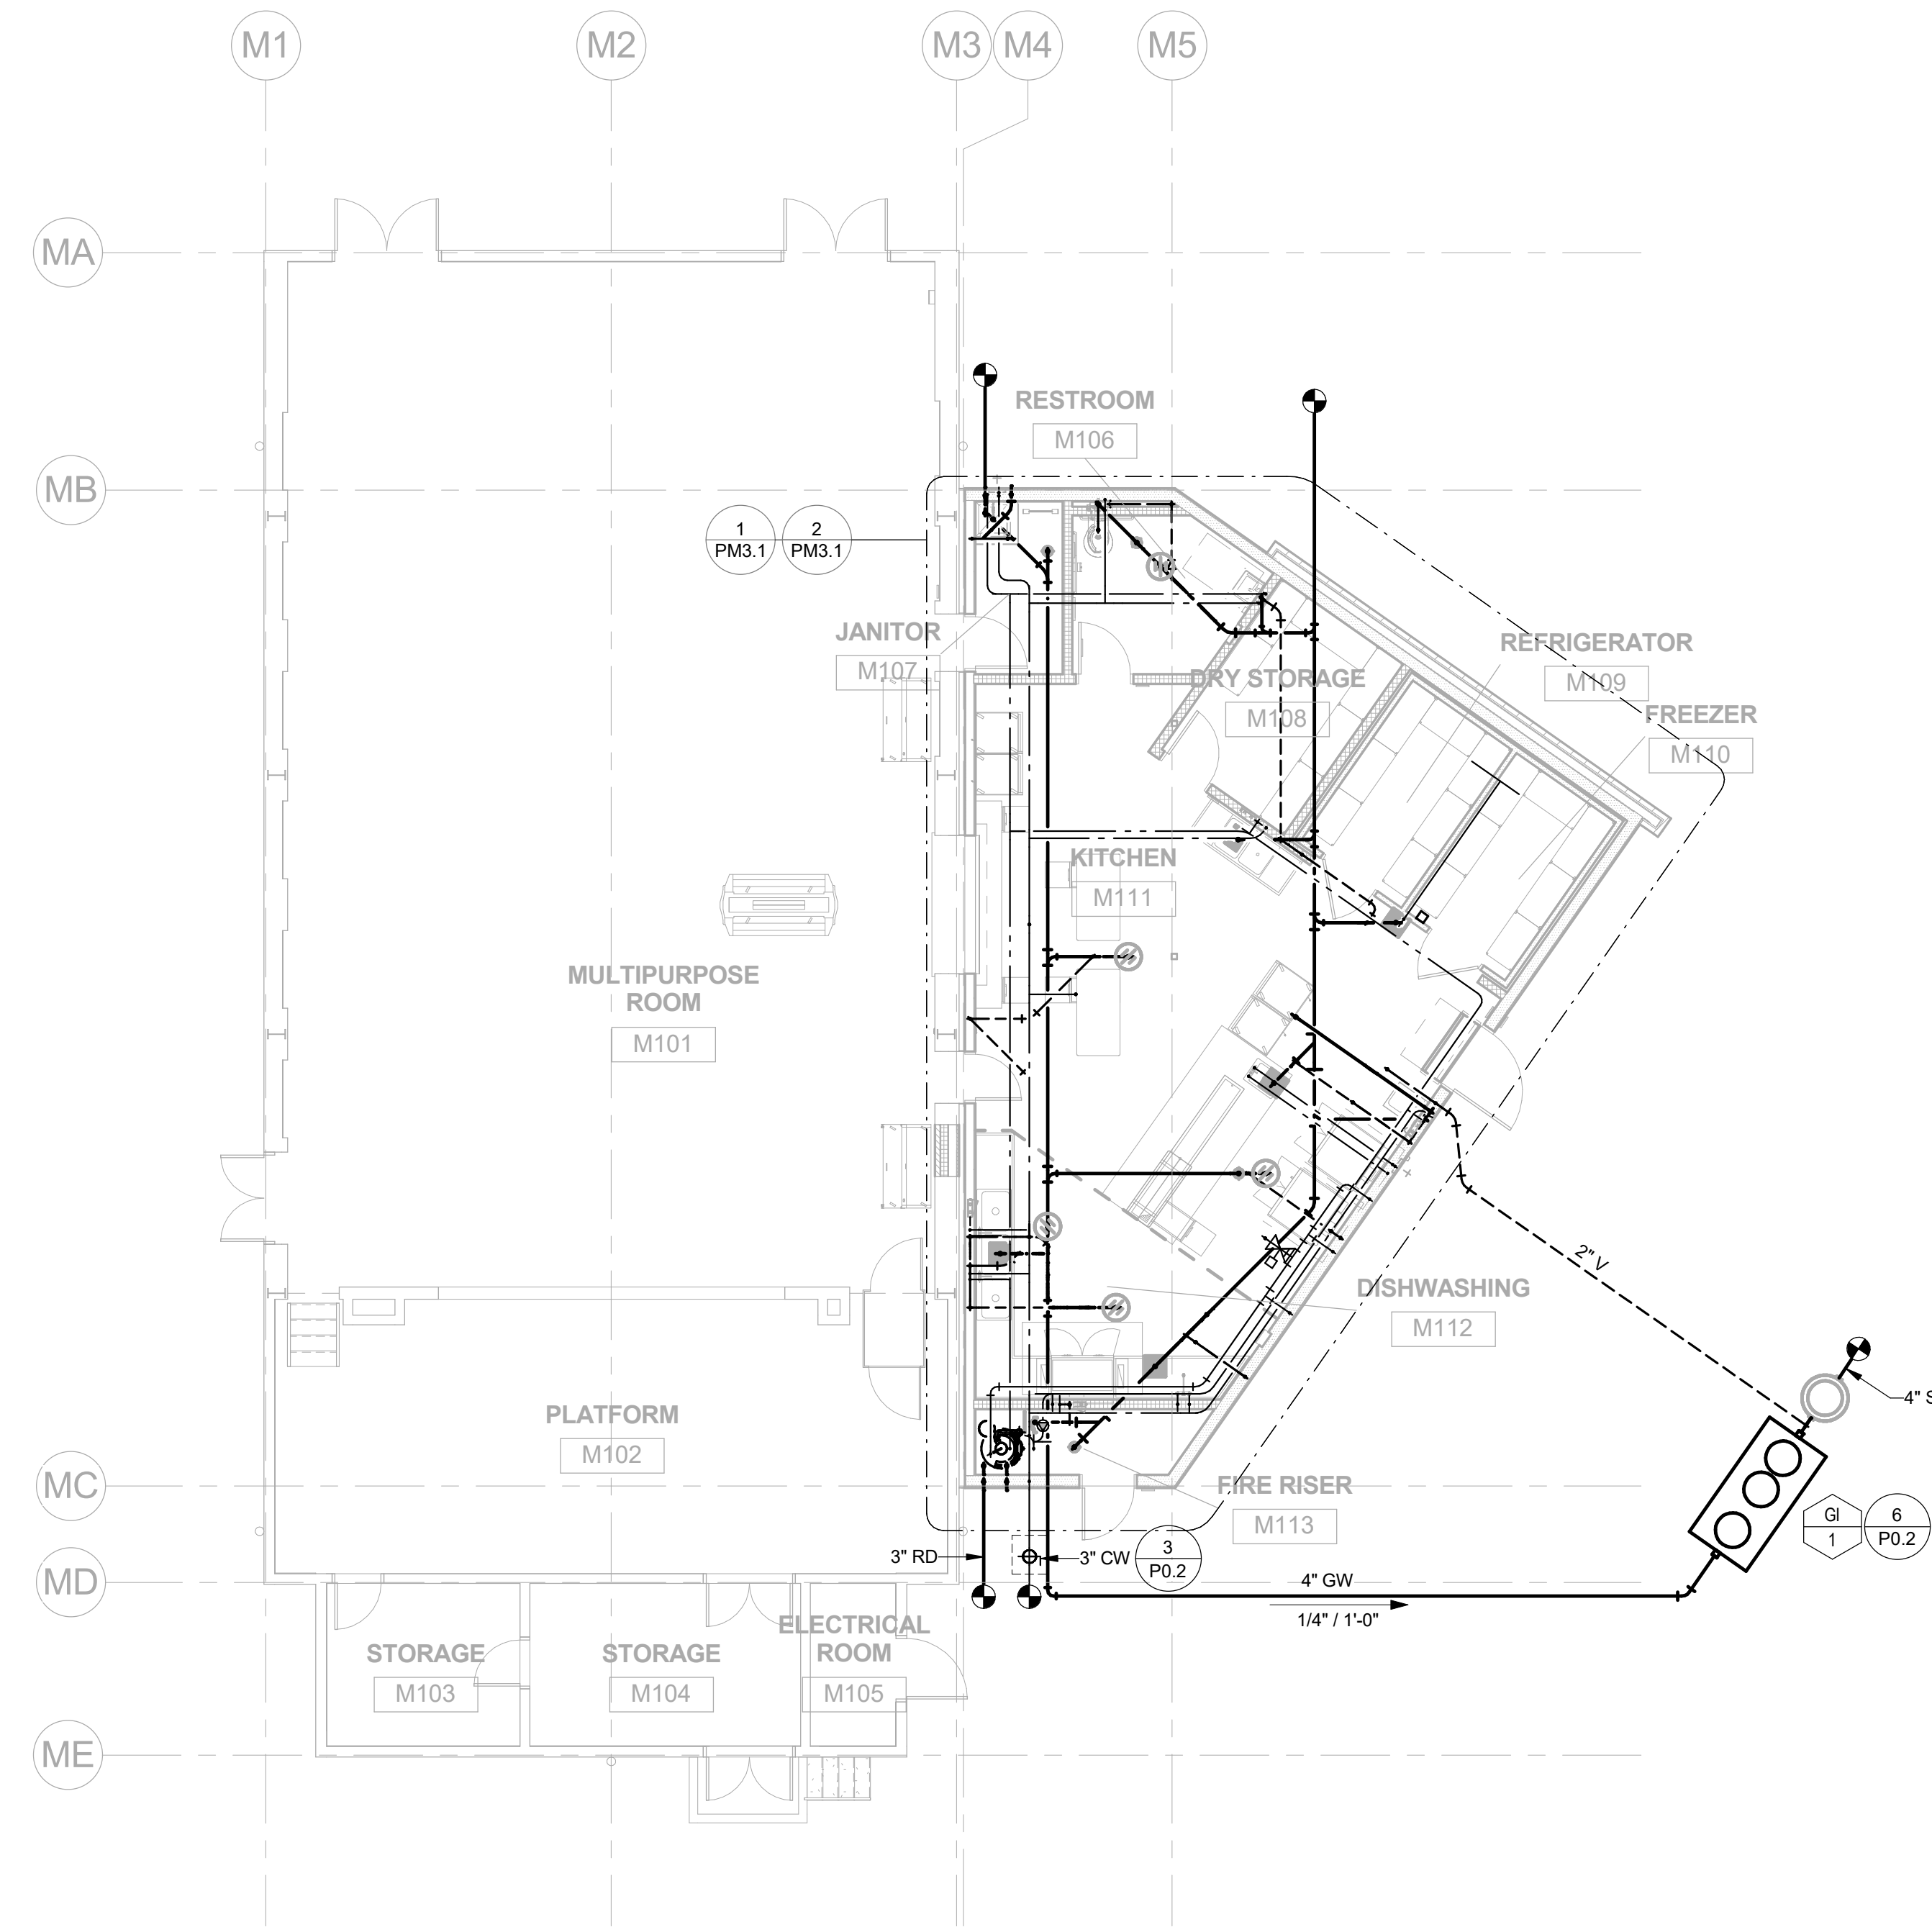 M1
M2
M3
M4
M5
MA
MB
MC
MD
ME
RESTROOM
M106
1
PM3.1
2
PM3.1
JANITOR
M107
REFRIGERATOR
M109
DRY STORAGE
M108
FREEZER
M110
KITCHEN
M111
MULTIPURPOSE
ROOM
M101
2" V
DISHWASHING
M112
4" S
PLATFORM
M102
FIRE RISER
M113
GI
1
6
P0.2
3" RD
3" CW
3
P0.2
4" GW
1/4" / 1'-0"
STORAGE
M103
STORAGE
M104
ELECTRICAL
ROOM
M105